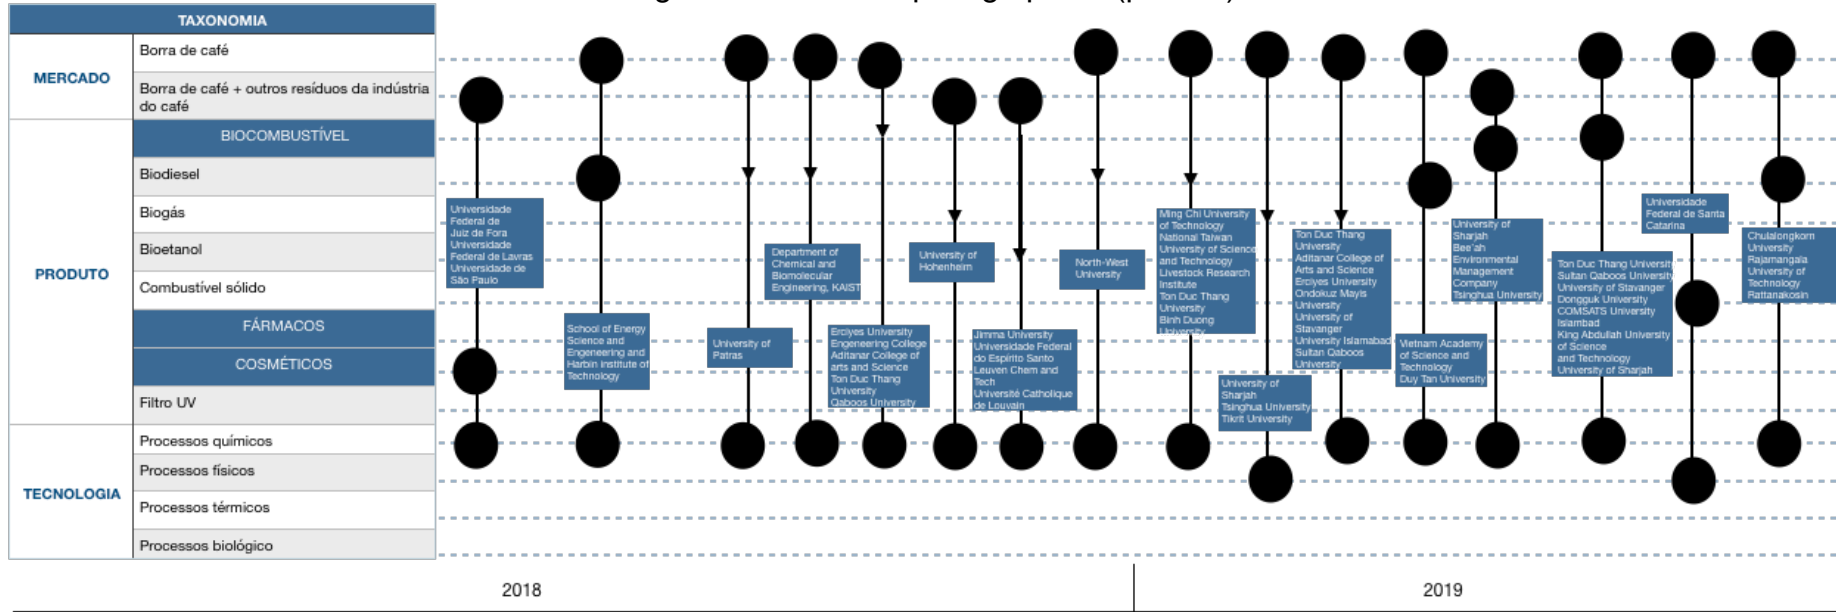 TAXONOMIA
MERCADO
Borra de café
Borra de café + outros resíduos da indústria
do café
PRODUTO
BIOCOMBUSTÍVEL
Biodiesel
Biogás
Bioetanol
Combustível sólido
FÁRMACOS
COSMÉTICOS
Filtro UV
TECNOLOGIA
Processos químicos
Processos físicos
Processos térmicos
Processos biológico
Universidade
Federal de
Juiz de Fora
Universidade
Federal de Lavras
Universidade de
São Paulo
School of Energy
Science and
Engeneering and
Harbin institute of
Technology
University of
Patras
Department of
Chemical and
Biomolecular
Engineering, KAIST
Erciyes University
Engeneering College
Aditanar College of
arts and Science
Ton Duc Thang
University
Qaboos University
University of
Hohenheim
Jimma University
Universidade Federal
do Espírito Santo
Leuven Chem and
Tech
Université Catholique
de Louvain
North-West
University
Ming Chi University
of Technology
National Taiwan
University of Science
and Technology
Livestock Research
Institute
Ton Duc Thang
University
Binh Duong
University
University of
Sharjah
Tsinghua University
Tikrit University
Ton Duc Thang
University
Aditanar College of
Arts and Science
Erciyes University
Ondokuz Mayis
University
University of
Stavanger
University Islamabad
Sultan Qaboos
University
Vietnam Academy
of Science and
Technology
Duy Tan University
University of
Sharjah
Bee'ah
Environmental
Management
Company
Tsinghua University
Ton Duc Thang University
Sultan Qaboos University
University of Stavanger
Dongguk University
COMSATS University
Islambad
King Abdullah University
of Science
and Technology
University of Sharjah
Universidade
Federal de Santa
Catarina
Chulalongkorn
University
Rajamangala
University of
Technology
Rattanakosin
2018
2019